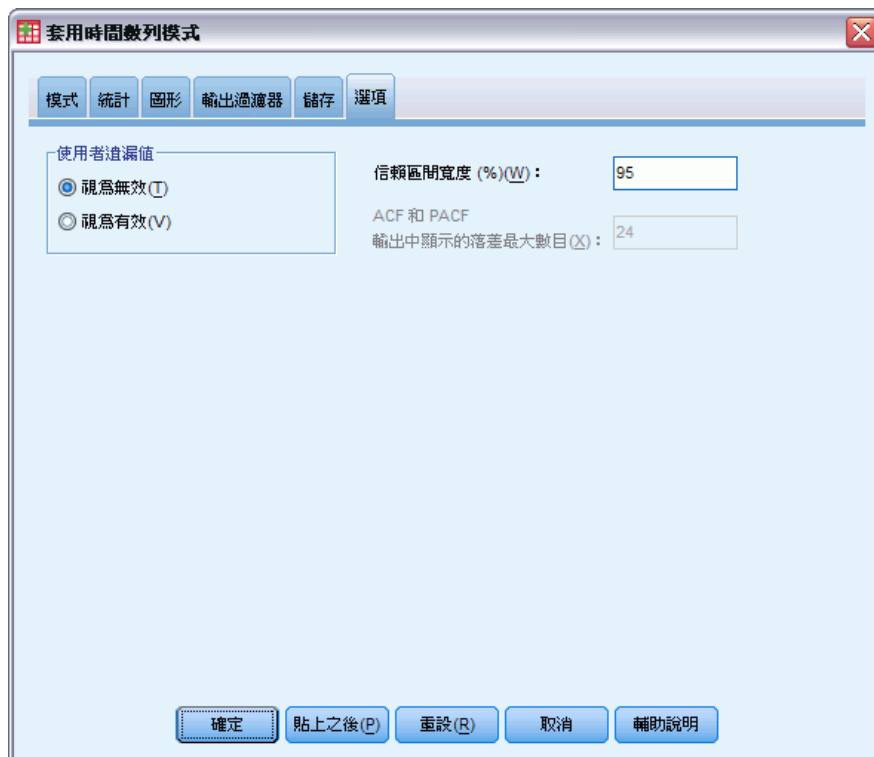 套用時間數列模式
模式 統計 圖形 輸出過濾器 儲存 選項
使用者遺漏值
視為無效(T)
視為有效(V)
信賴區間寬度 (%)(W)： 95
ACF 和 PACF
輸出中顯示的落差最大數目(X)： 24
確定 貼上之後(P) 重設(R) 取消 輔助說明